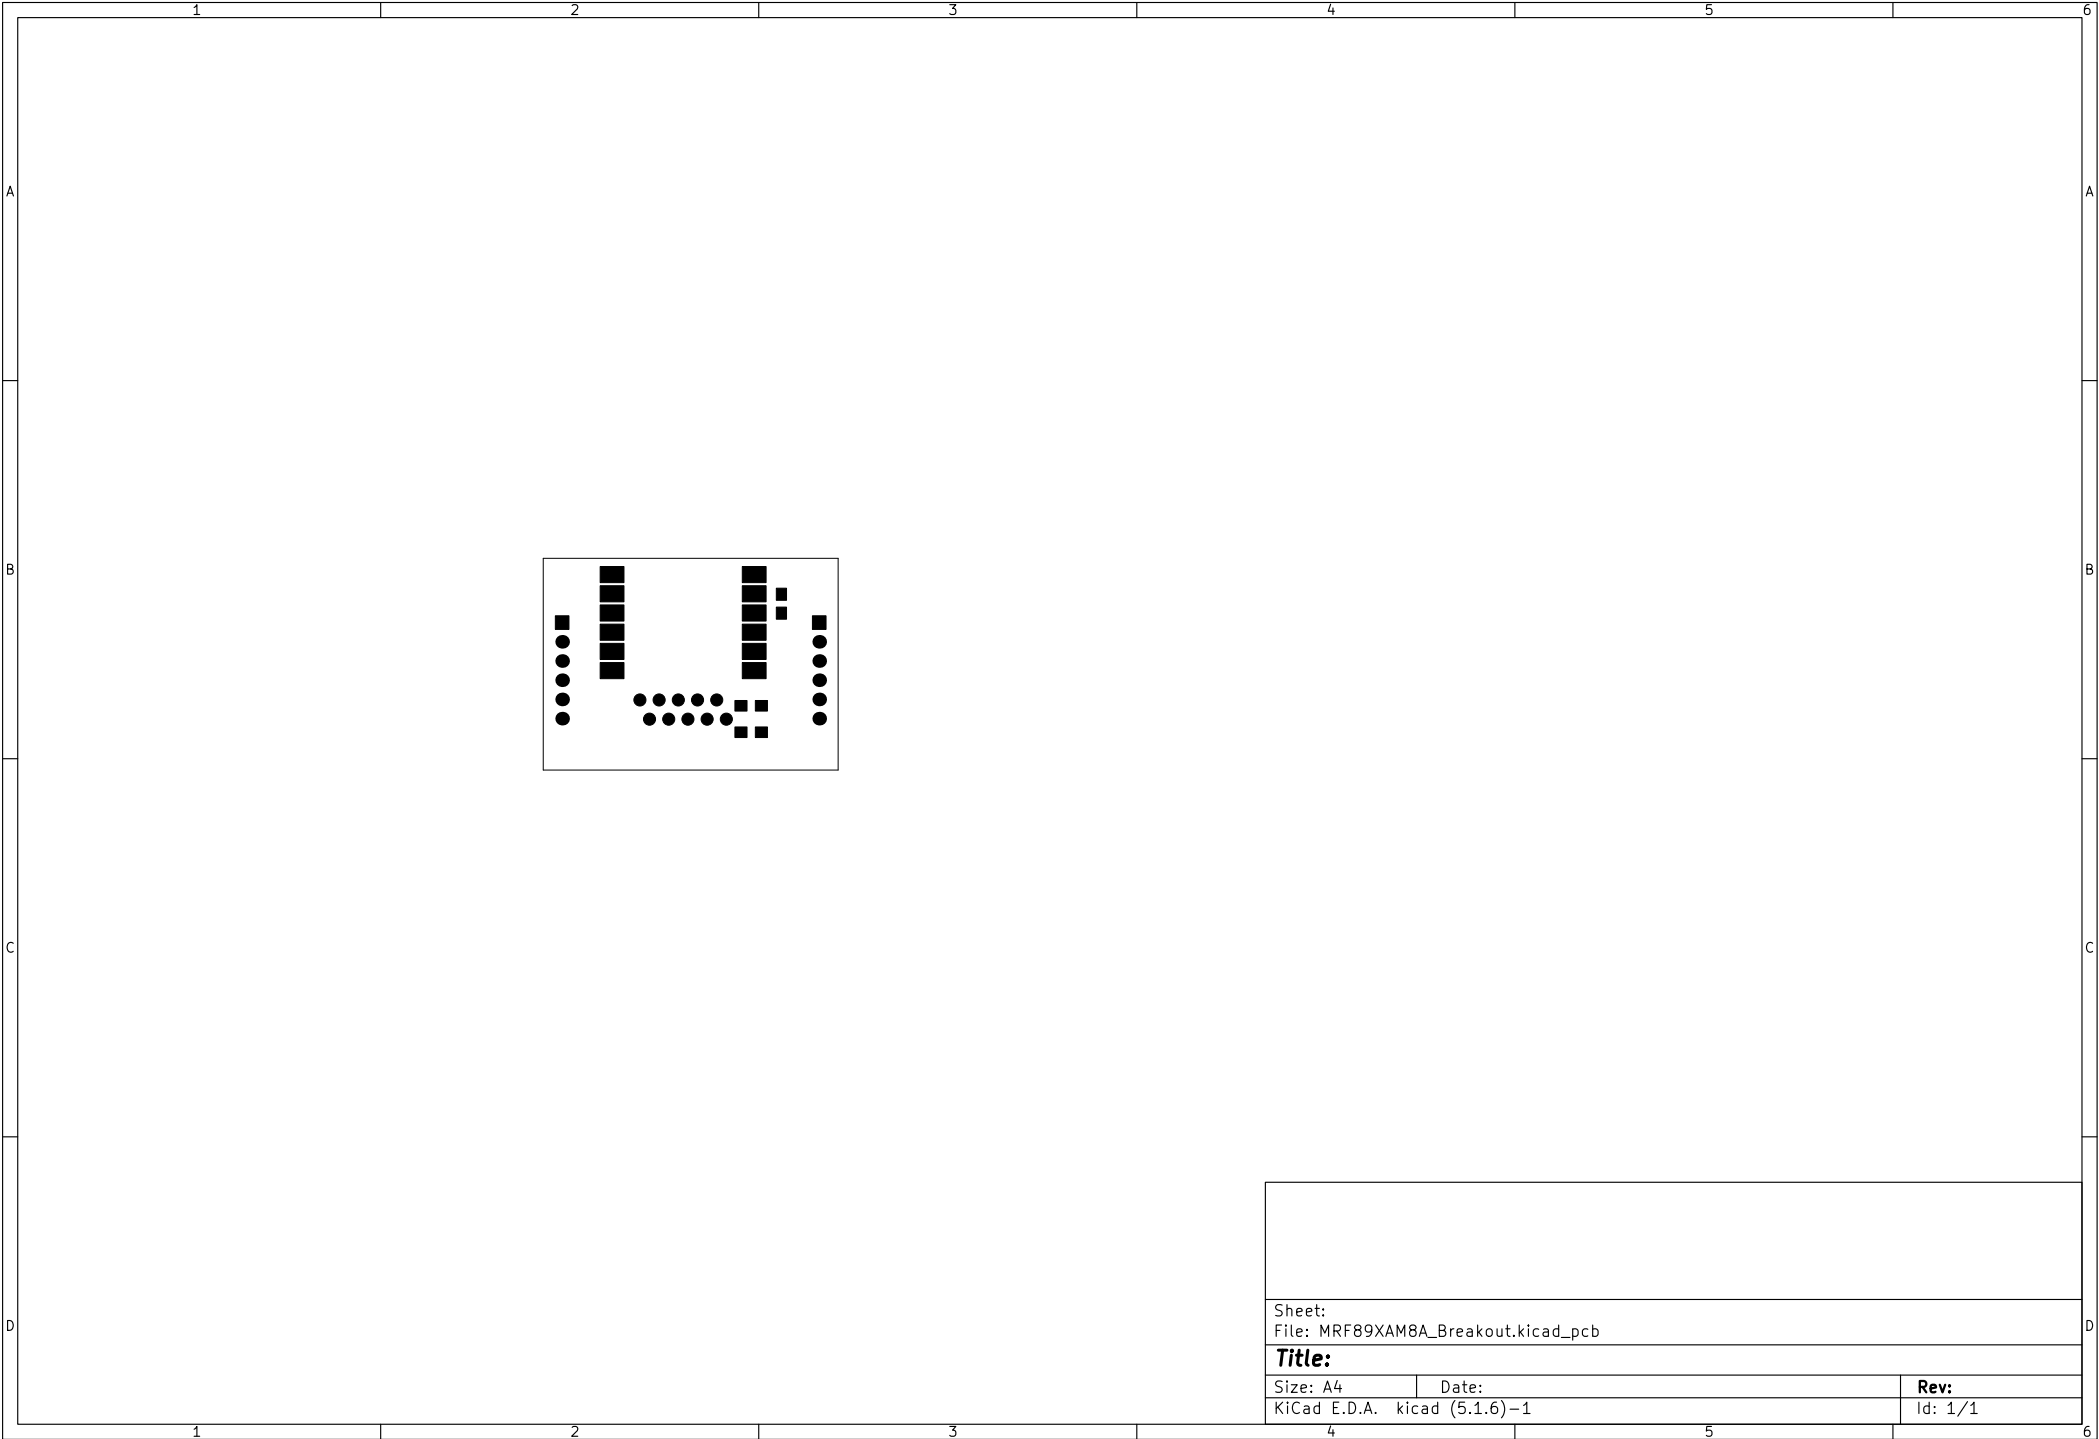 1 2 3 4 5 6
A A
B B
C C
D D
Sheet:
File: MRF89XAM8A_Breakout.kicad_pcb
Title:
Size: A4 Date: Rev:
KiCad E.D.A. kicad (5.1.6)-1 Id: 1/1
1 2 3 4 5 6